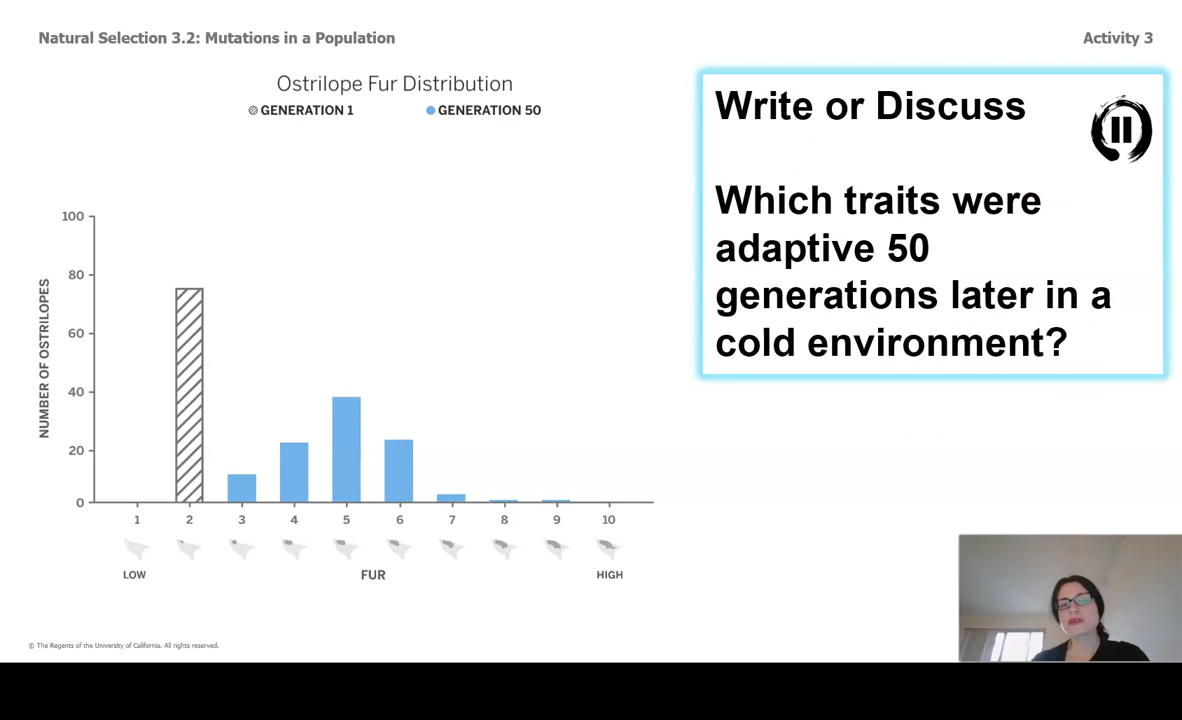 Natural Selection 3.2: Mutations in a Population
Activity 3
Ostrilope Fur Distribution
GENERATION 1
GENERATION 50
NUMBER OF OSTRILOPES
100
80
60
40
20
0
1 2 3 4 5 6 7 8 9 10
LOW FUR HIGH
Write or Discuss
Which traits were
adaptive 50
generations later in a
cold environment?
© The Regents of the University of California. All rights reserved.